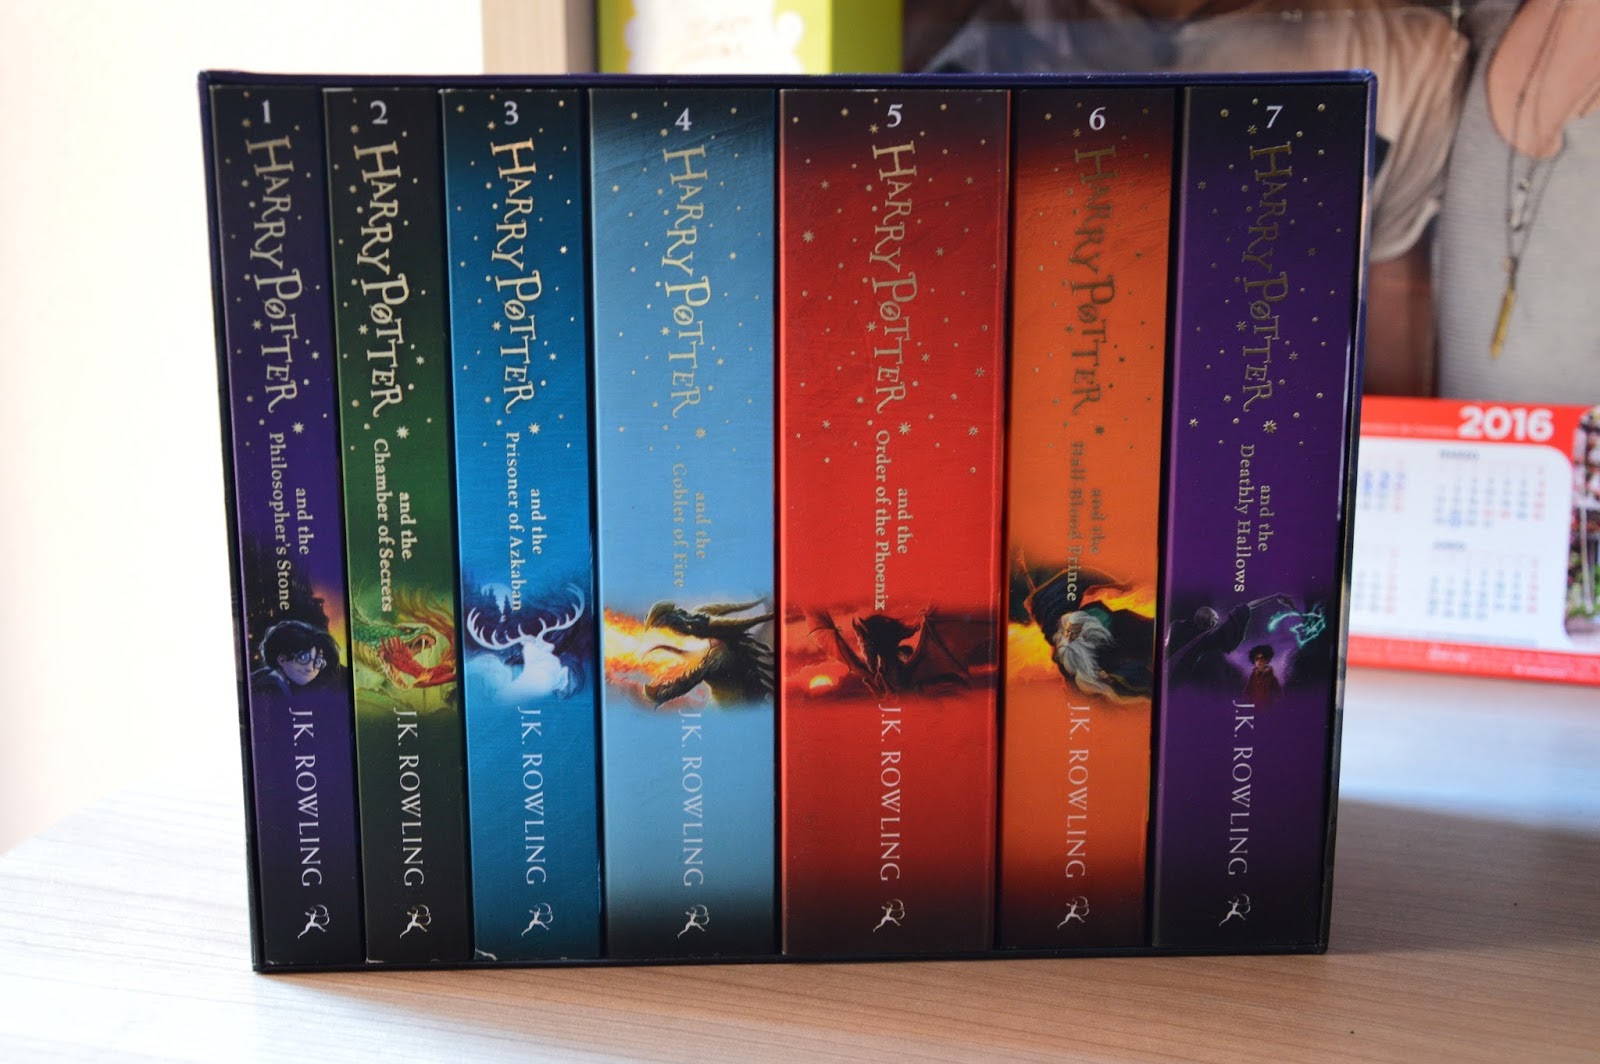 1
HARRY POTTER
and the
Philosopher's Stone
J.K. ROWLING
2
HARRY POTTER
and the
Chamber of Secrets
J.K. ROWLING
3
HARRY POTTER
and the
Prisoner of Azkaban
J.K. ROWLING
4
HARRY POTTER
and the
Goblet of Fire
J.K. ROWLING
5
HARRY POTTER
and the
Order of the Phoenix
J.K. ROWLING
6
HARRY POTTER
and the
Half-Blood Prince
J.K. ROWLING
7
HARRY POTTER
and the
Deathly Hallows
J.K. ROWLING
2016